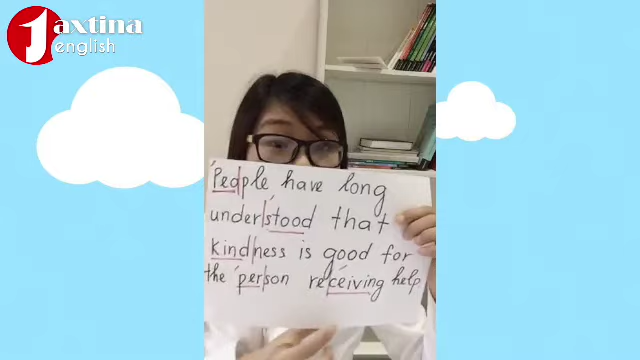 Jaxtina
english
People have long
understood that
kindness is good for
the person receiving help